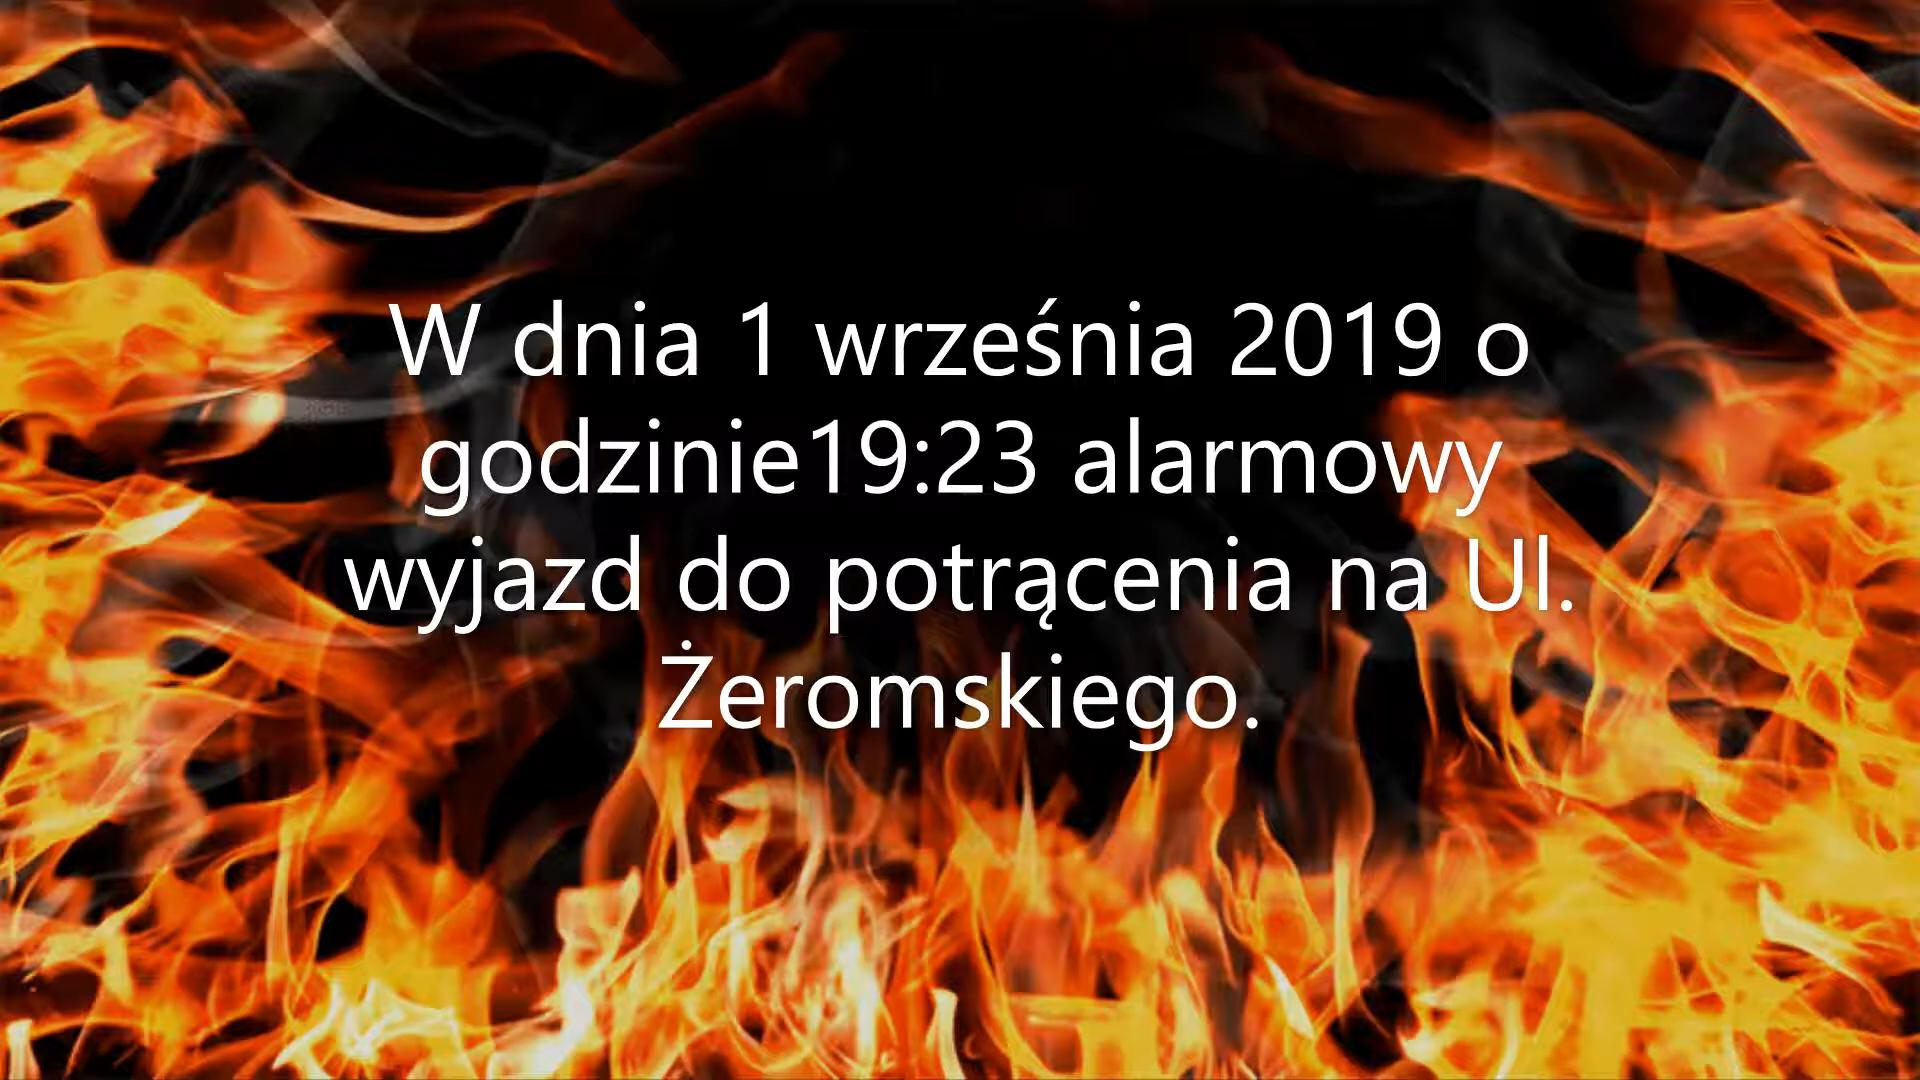 W dnia 1 września 2019 o
godzinie19:23 alarmowy
wyjazd do potrącenia na Ul.
Żeromskiego.